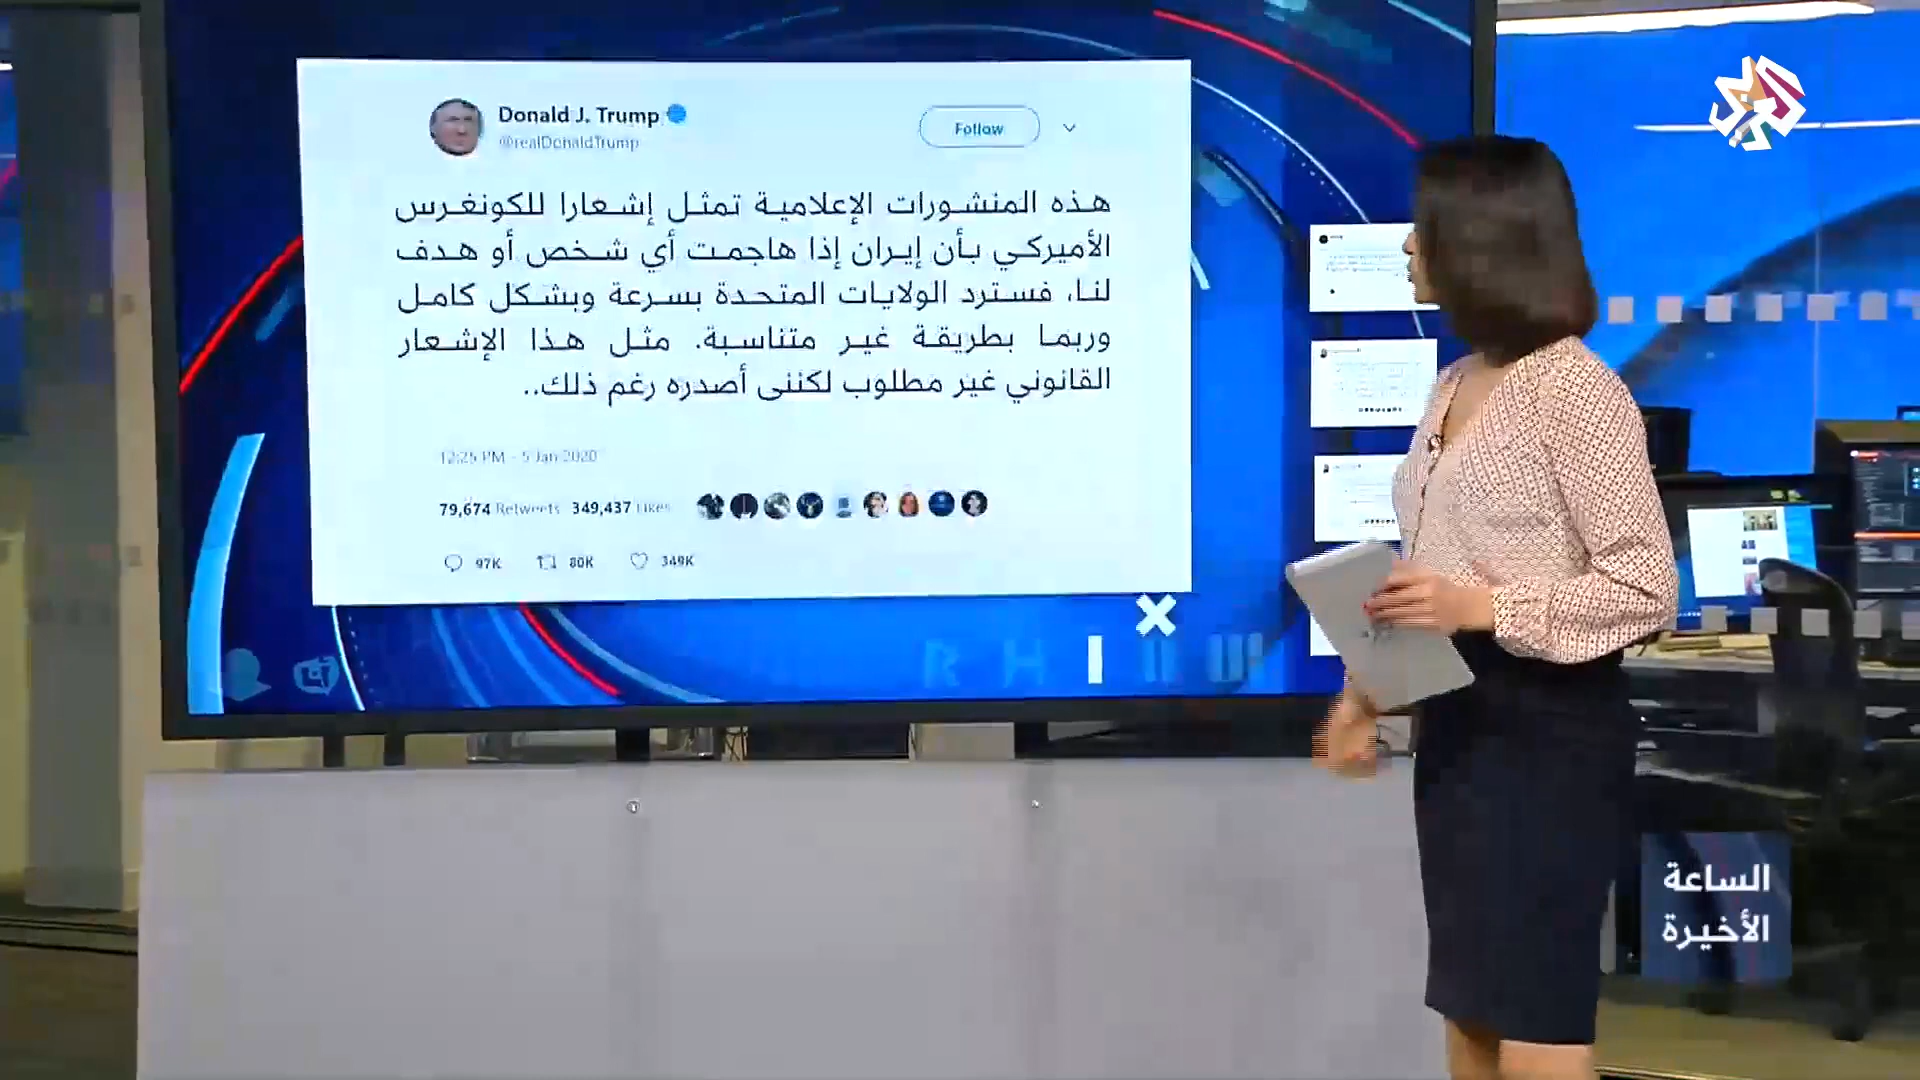 Donald J. Trump
@realDonaldTrump
Follow
هذه المنشورات الإعلامية تمثل إشعارا للكونغرس
الأميركي بأن إيران إذا هاجمت أي شخص أو هدف
لنا، فسترد الولايات المتحدة بسرعة وبشكل كامل
وربما بطريقة غير متناسبة. مثل هذا الإشعار
القانوني غير مطلوب لكننى أصدره رغم ذلك..
12:25 PM - 5 Jan 2020
79,674 Retweets 349,437 Likes
97K 80K 349K
الساعة
الأخيرة